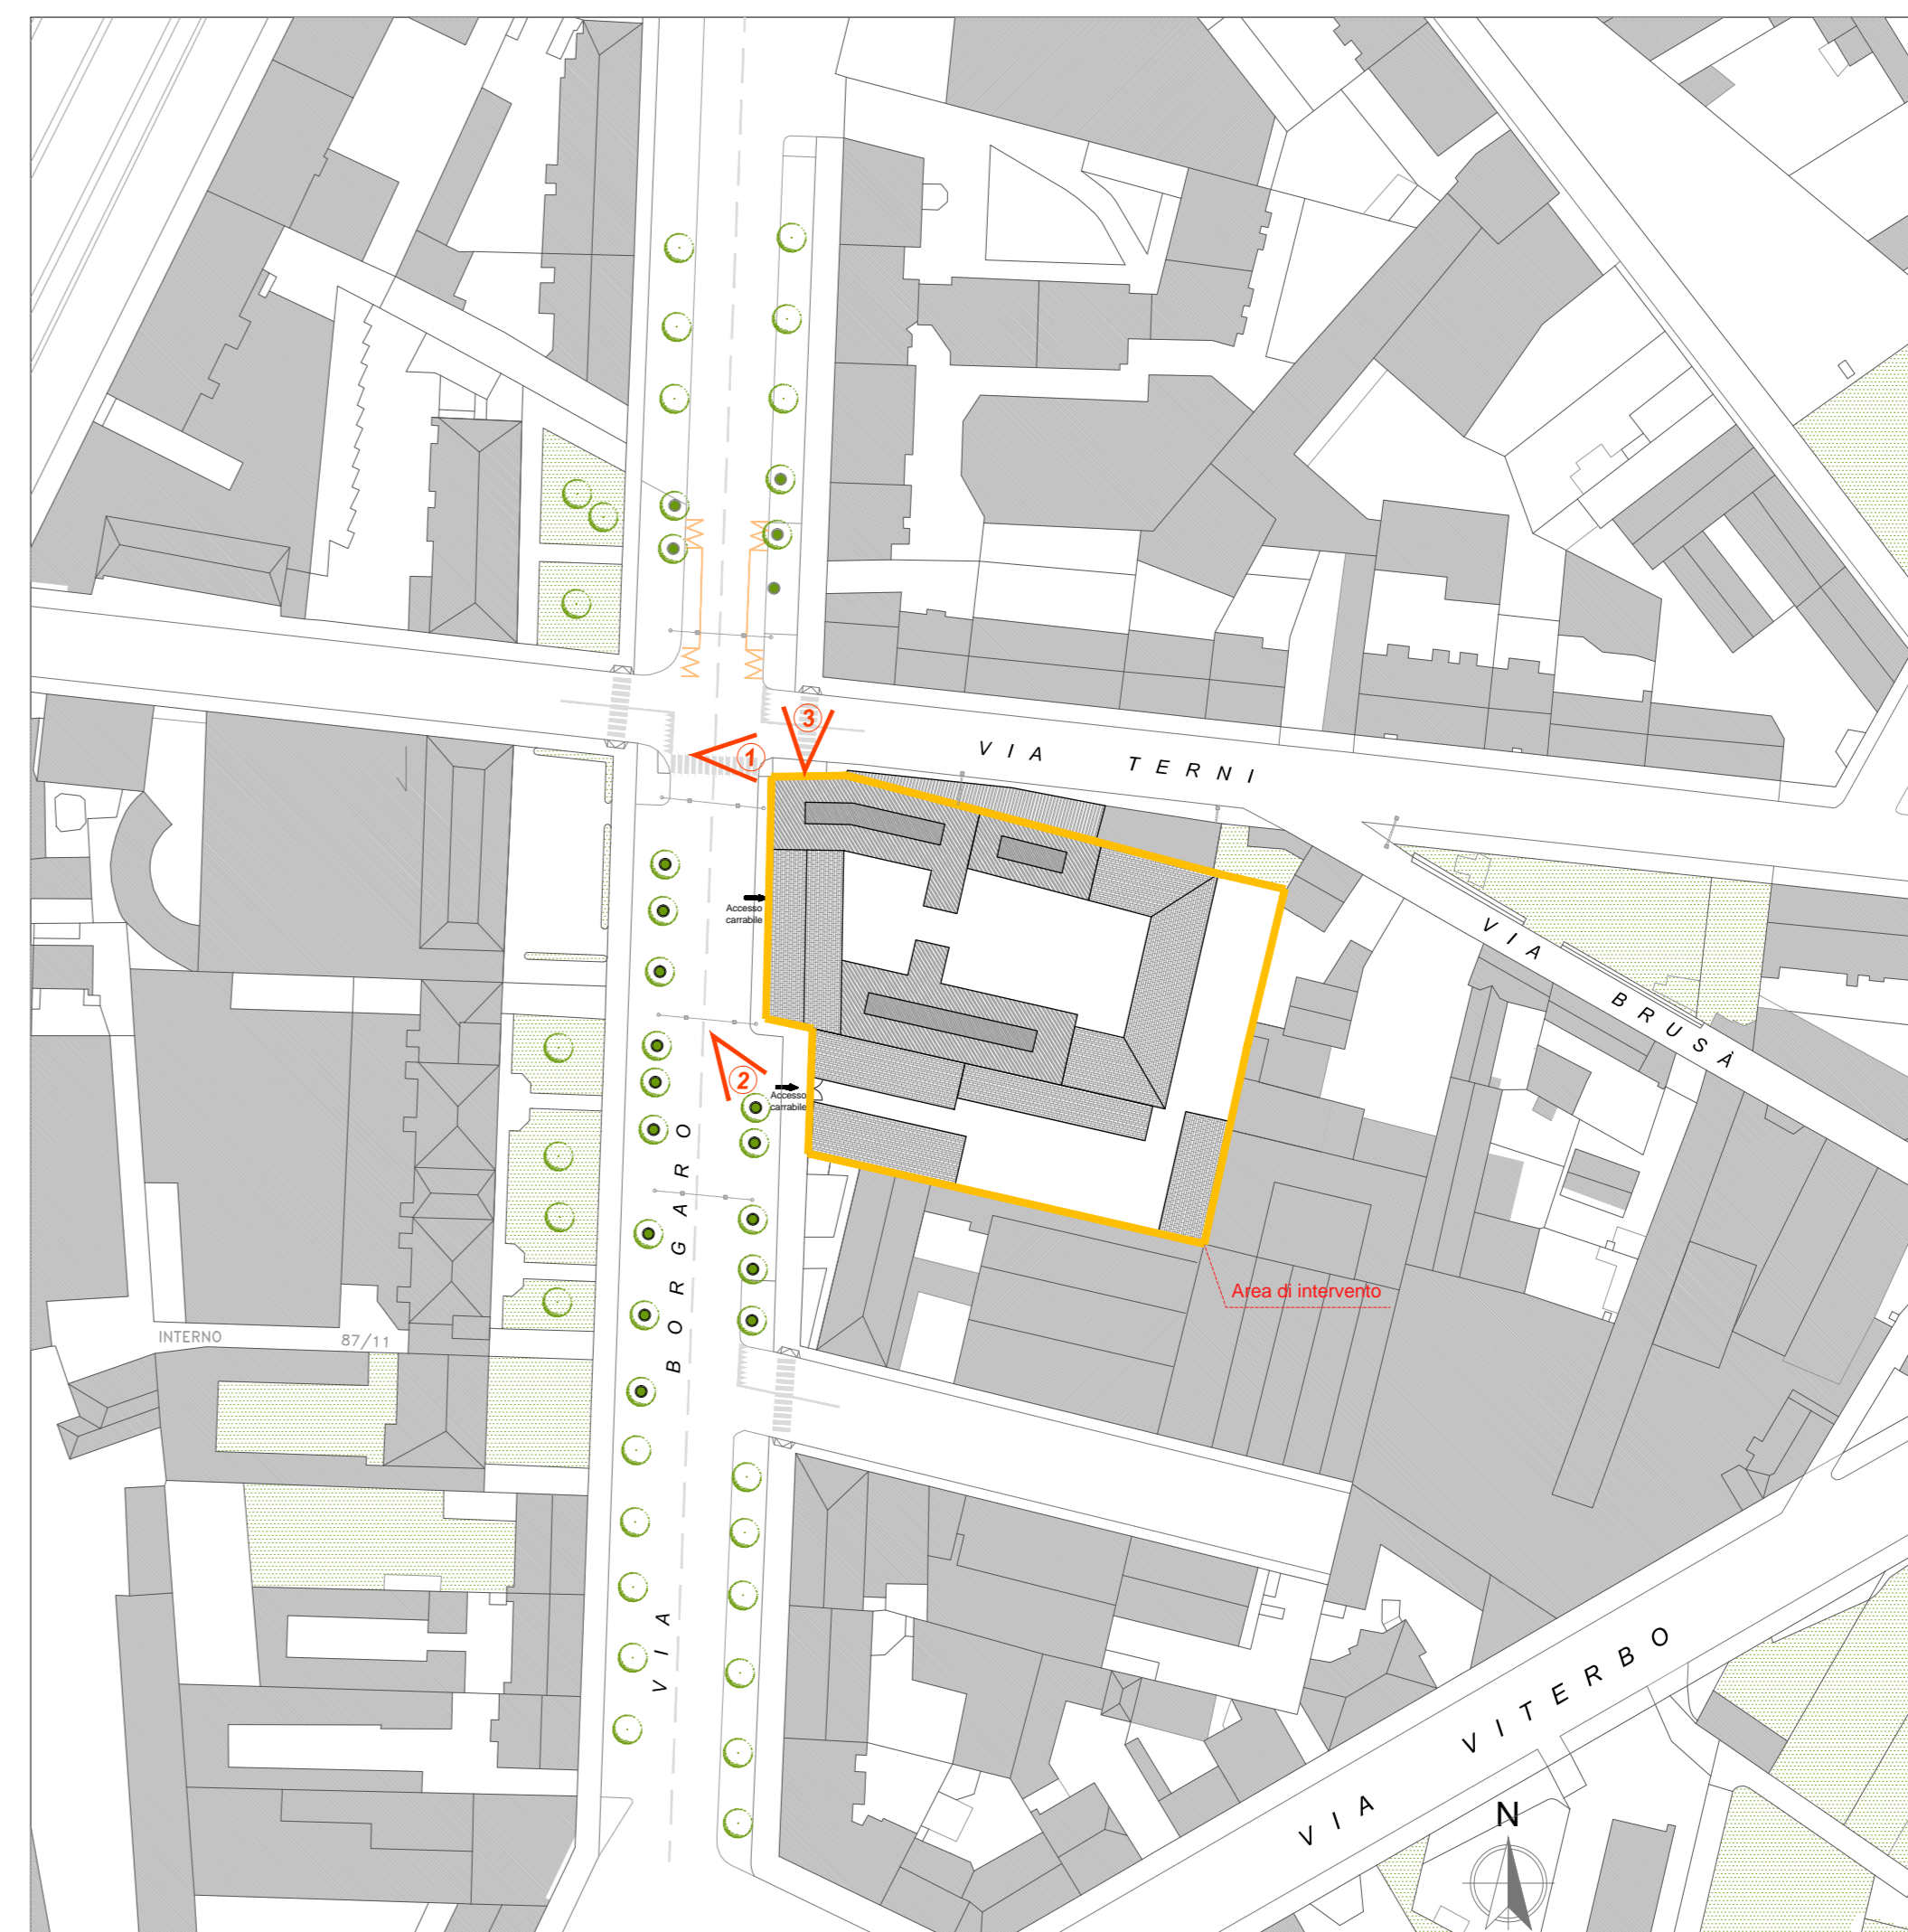 3
1
VIA TERNI
Accesso
carrabile
VIA BRUSÀ
2
Accesso
carrabile
VIA BORGARO
Area di intervento
INTERNO 87/11
VIA VITERBO
N